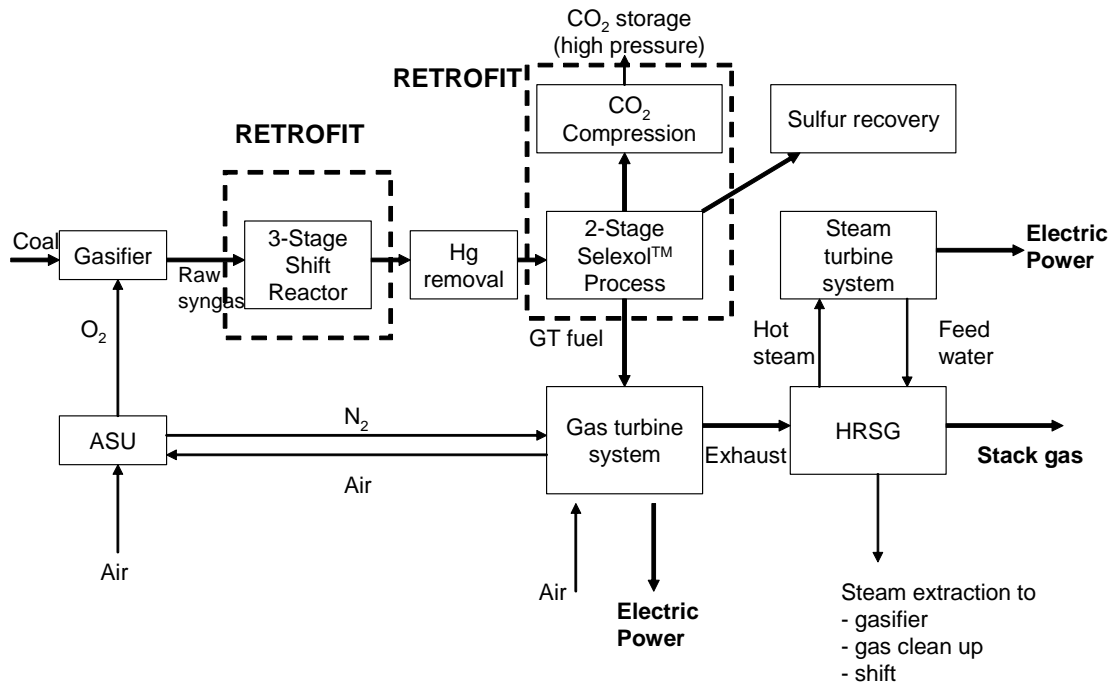 CO₂ storage
(high pressure)
RETROFIT
CO₂
Compression
Sulfur recovery
RETROFIT
Coal
Gasifier
Raw
syngas
3-Stage
Shift
Reactor
Hg
removal
2-Stage
Selexol™
Process
Steam
turbine
system
Electric
Power
O₂
GT fuel
Hot
steam
Feed
water
ASU
N₂
Air
Gas turbine
system
Exhaust
HRSG
Stack gas
Air
Air
Electric
Power
Steam extraction to
- gasifier
- gas clean up
- shift